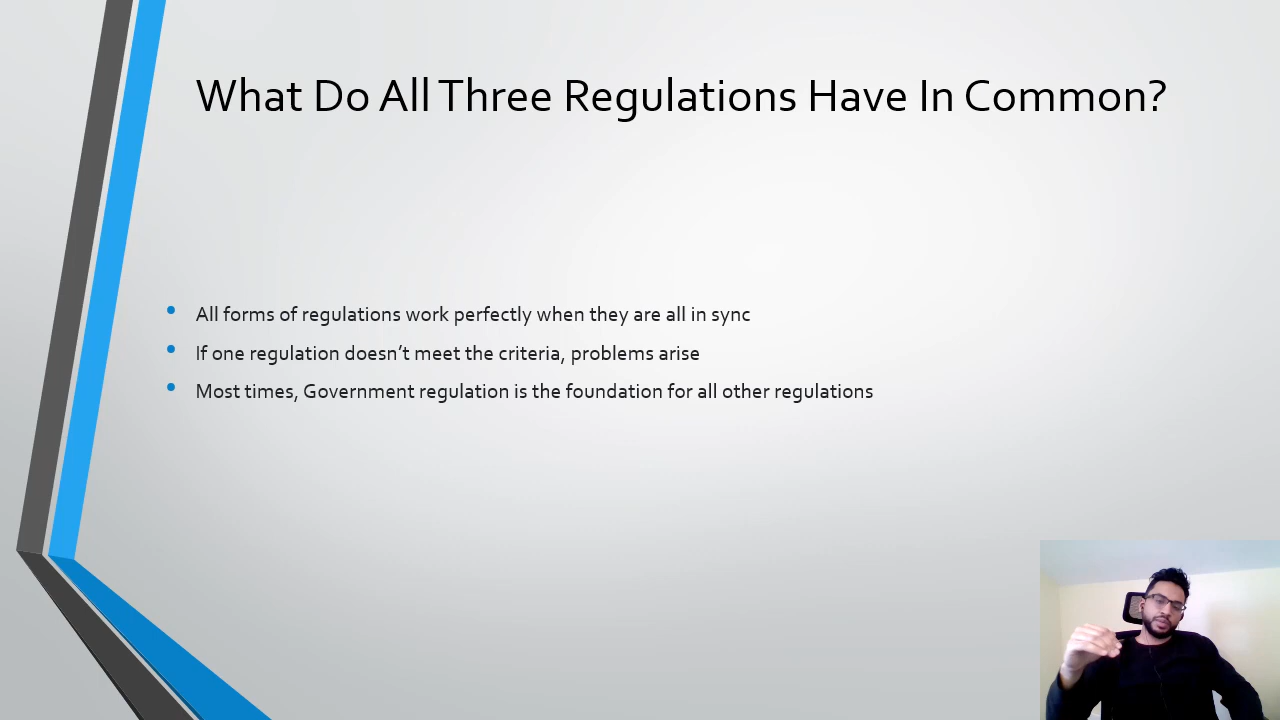 What Do All Three Regulations Have In Common?
All forms of regulations work perfectly when they are all in sync
If one regulation doesn’t meet the criteria, problems arise
Most times, Government regulation is the foundation for all other regulations